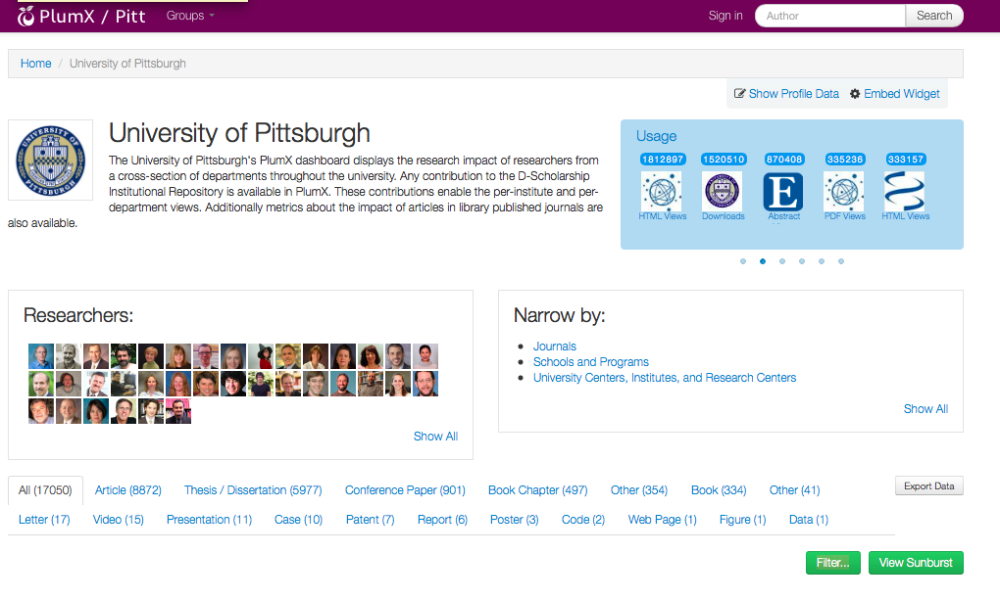 PlumX / Pitt
Groups
Sign in
Author
Search
Home / University of Pittsburgh
Show Profile Data
Embed Widget
UNIVERSITY OF PITTSBURGH
University of Pittsburgh
The University of Pittsburgh's PlumX dashboard displays the research impact of researchers from
a cross-section of departments throughout the university. Any contribution to the D-Scholarship
Institutional Repository is available in PlumX. These contributions enable the per-institute and per-
department views. Additionally metrics about the impact of articles in library published journals are
also available.
Usage
1812897 1520510 870408 335236 333157
E
HTML Views Downloads Abstract PDF Views HTML Views
Researchers:
Show All
Narrow by:
Journals
Schools and Programs
University Centers, Institutes, and Research Centers
Show All
All (17050) Article (8872) Thesis / Dissertation (5977) Conference Paper (901) Book Chapter (497) Other (354) Book (334) Other (41)
Export Data
Letter (17) Video (15) Presentation (11) Case (10) Patent (7) Report (6) Poster (3) Code (2) Web Page (1) Figure (1) Data (1)
Filter... View Sunburst